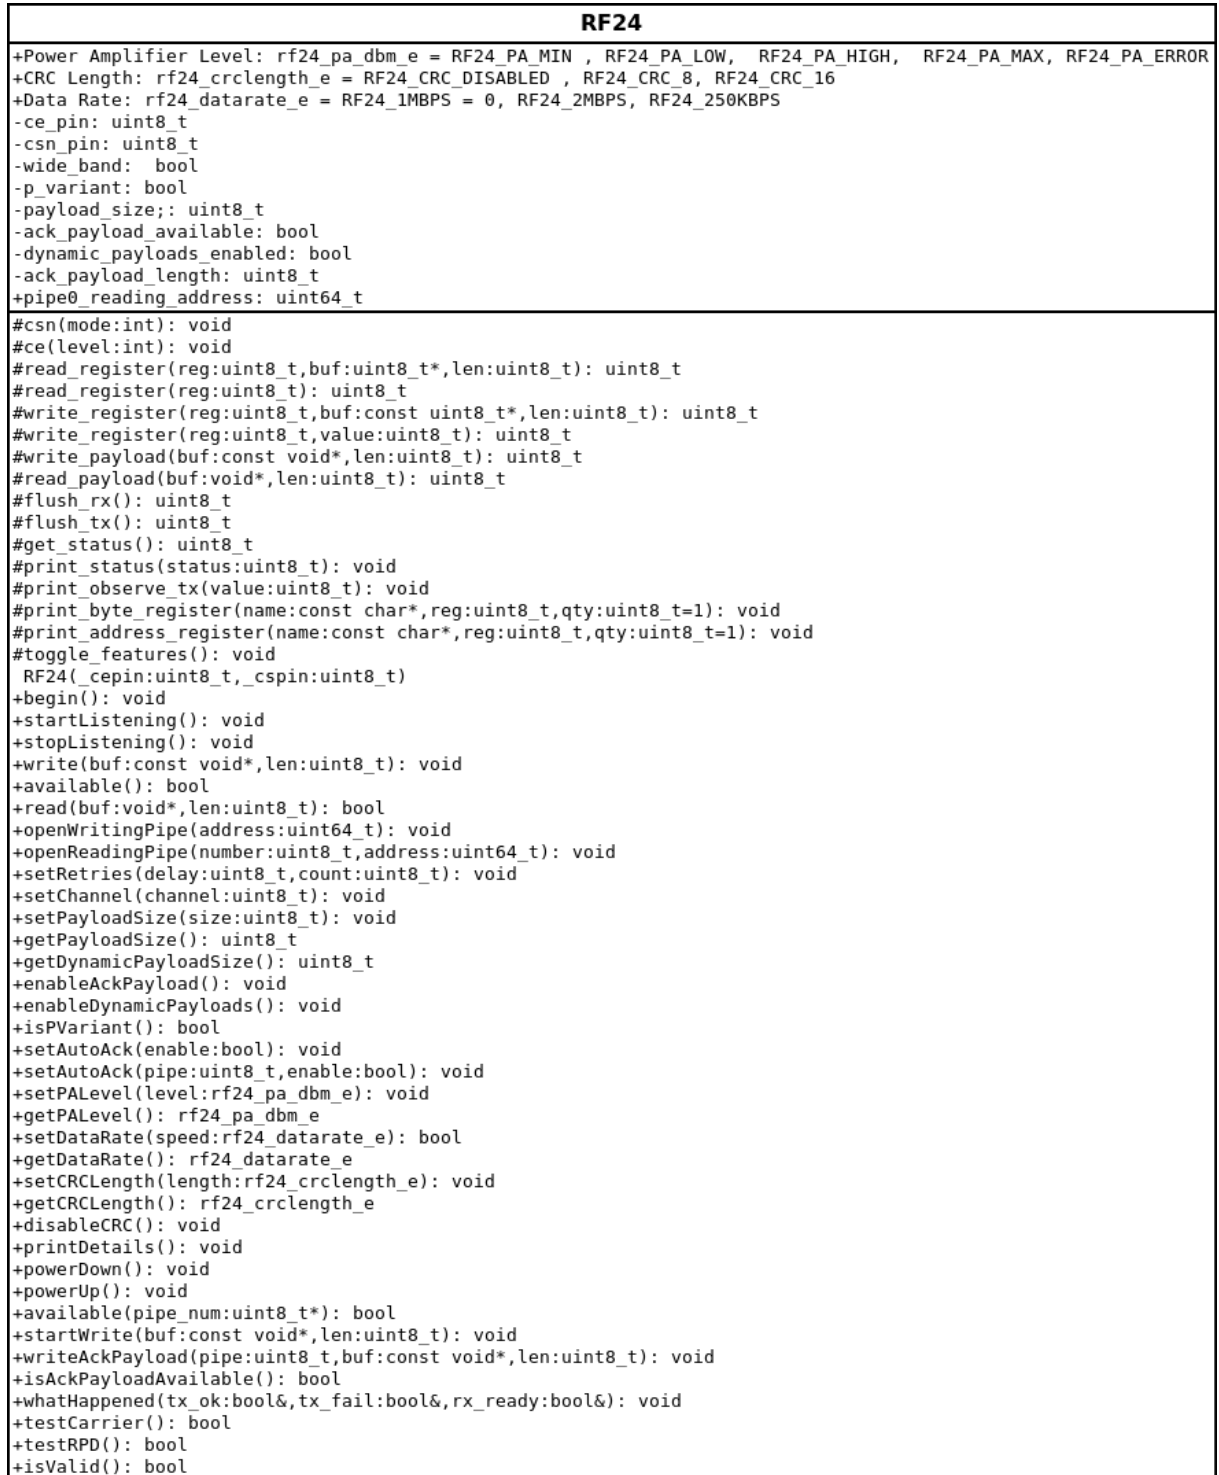 RF24
+Power Amplifier Level: rf24_pa_dbm_e = RF24_PA_MIN , RF24_PA_LOW,  RF24_PA_HIGH,  RF24_PA_MAX, RF24_PA_ERROR
+CRC Length: rf24_crclength_e = RF24_CRC_DISABLED , RF24_CRC_8, RF24_CRC_16
+Data Rate: rf24_datarate_e = RF24_1MBPS = 0, RF24_2MBPS, RF24_250KBPS
-ce_pin: uint8_t
-csn_pin: uint8_t
-wide_band:  bool
-p_variant: bool
-payload_size;: uint8_t
-ack_payload_available: bool
-dynamic_payloads_enabled: bool
-ack_payload_length: uint8_t
+pipe0_reading_address: uint64_t
#csn(mode:int): void
#ce(level:int): void
#read_register(reg:uint8_t,buf:uint8_t*,len:uint8_t): uint8_t
#read_register(reg:uint8_t): uint8_t
#write_register(reg:uint8_t,buf:const uint8_t*,len:uint8_t): uint8_t
#write_register(reg:uint8_t,value:uint8_t): uint8_t
#write_payload(buf:const void*,len:uint8_t): uint8_t
#read_payload(buf:void*,len:uint8_t): uint8_t
#flush_rx(): uint8_t
#flush_tx(): uint8_t
#get_status(): uint8_t
#print_status(status:uint8_t): void
#print_observe_tx(value:uint8_t): void
#print_byte_register(name:const char*,reg:uint8_t,qty:uint8_t=1): void
#print_address_register(name:const char*,reg:uint8_t,qty:uint8_t=1): void
#toggle_features(): void
RF24(_cepin:uint8_t,_cspin:uint8_t)
+begin(): void
+startListening(): void
+stopListening(): void
+write(buf:const void*,len:uint8_t): void
+available(): bool
+read(buf:void*,len:uint8_t): bool
+openWritingPipe(address:uint64_t): void
+openReadingPipe(number:uint8_t,address:uint64_t): void
+setRetries(delay:uint8_t,count:uint8_t): void
+setChannel(channel:uint8_t): void
+setPayloadSize(size:uint8_t): void
+getPayloadSize(): uint8_t
+getDynamicPayloadSize(): uint8_t
+enableAckPayload(): void
+enableDynamicPayloads(): void
+isPVariant(): bool
+setAutoAck(enable:bool): void
+setAutoAck(pipe:uint8_t,enable:bool): void
+setPALevel(level:rf24_pa_dbm_e): void
+getPALevel(): rf24_pa_dbm_e
+setDataRate(speed:rf24_datarate_e): bool
+getDataRate(): rf24_datarate_e
+setCRCLength(length:rf24_crclength_e): void
+getCRCLength(): rf24_crclength_e
+disableCRC(): void
+printDetails(): void
+powerDown(): void
+powerUp(): void
+available(pipe_num:uint8_t*): bool
+startWrite(buf:const void*,len:uint8_t): void
+writeAckPayload(pipe:uint8_t,buf:const void*,len:uint8_t): void
+isAckPayloadAvailable(): bool
+whatHappened(tx_ok:bool&,tx_fail:bool&,rx_ready:bool&): void
+testCarrier(): bool
+testRPD(): bool
+isValid(): bool